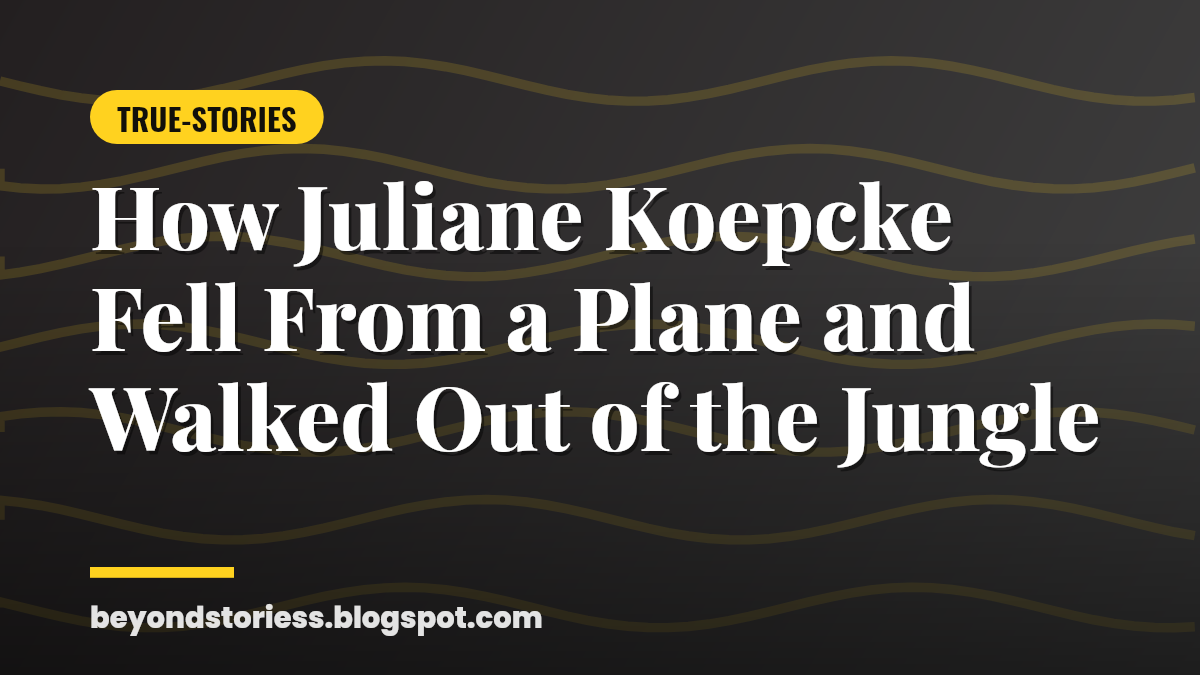 TRUE-STORIES
How Juliane Koepcke
Fell From a Plane and
Walked Out of the Jungle
beyondstoriess.blogspot.com